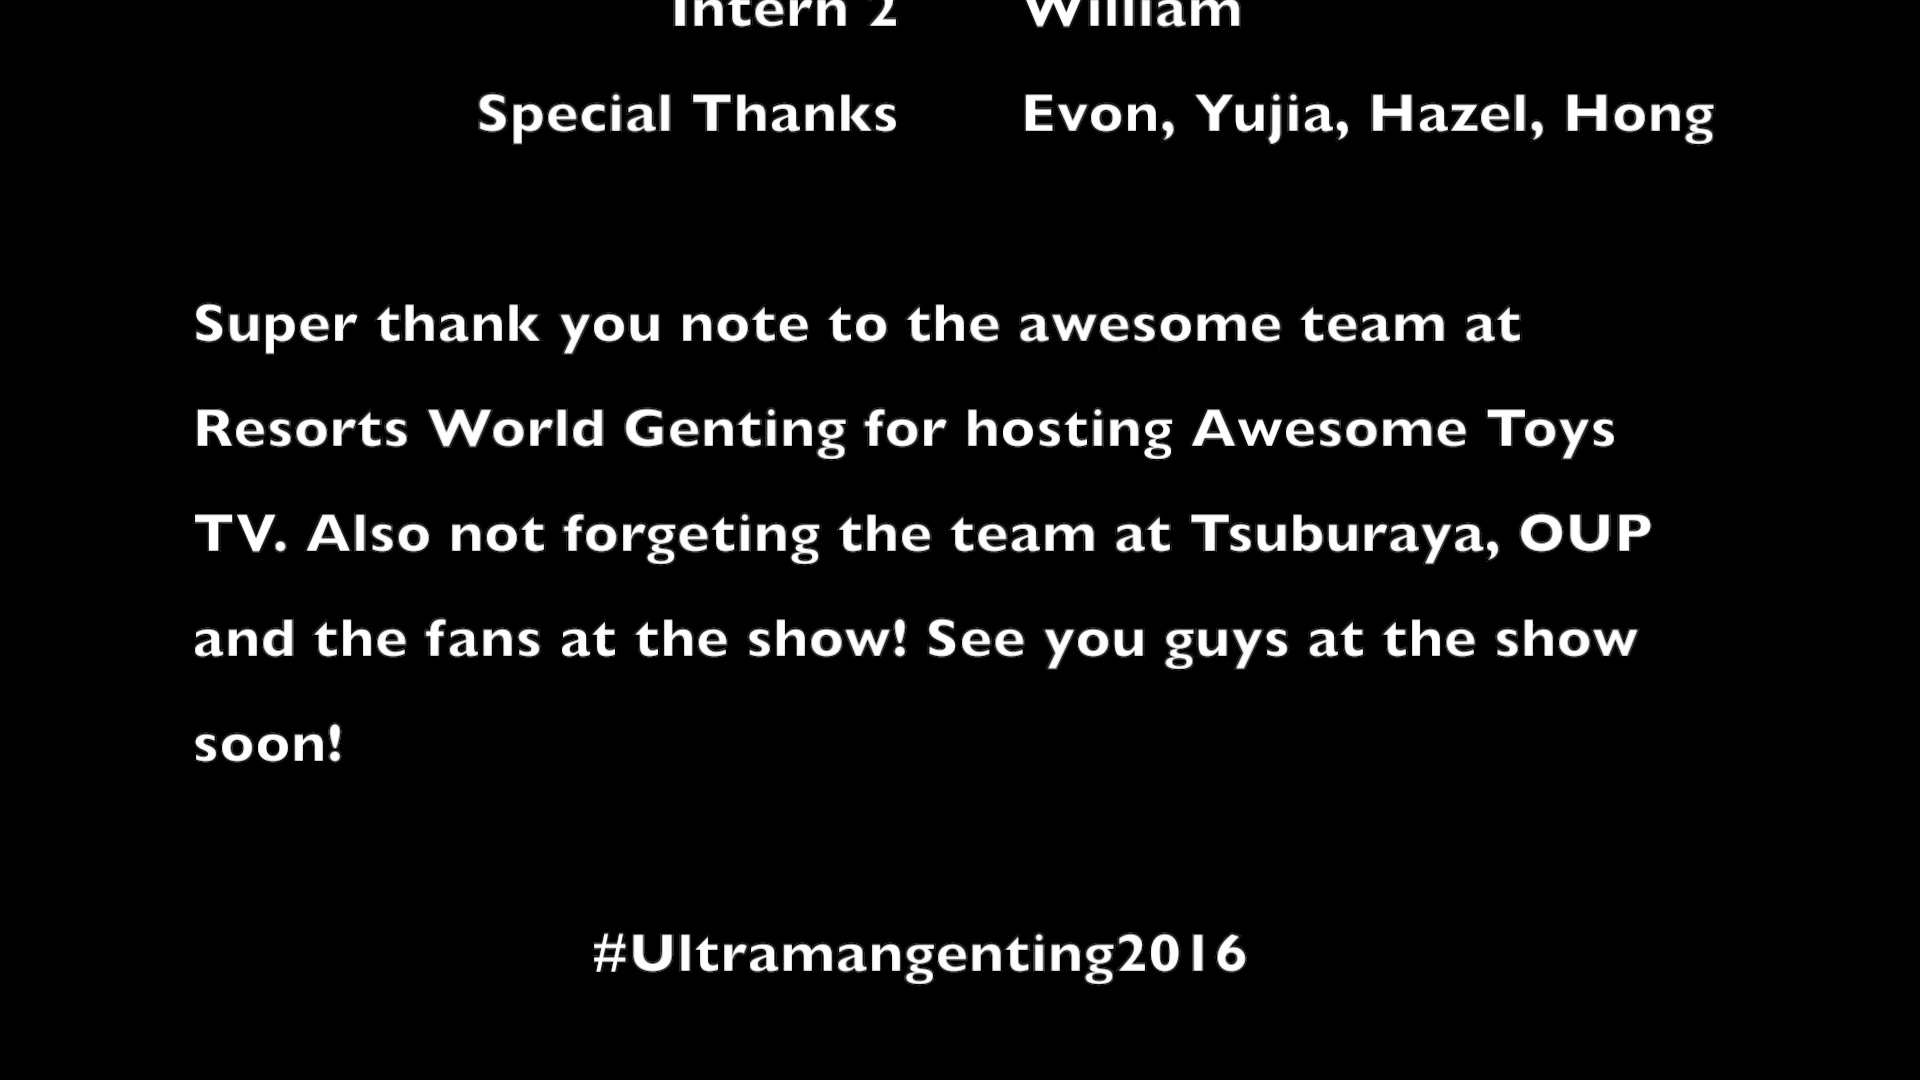 Intern 2 William
Special Thanks Evon, Yujia, Hazel, Hong
Super thank you note to the awesome team at
Resorts World Genting for hosting Awesome Toys
TV. Also not forgeting the team at Tsuburaya, OUP
and the fans at the show! See you guys at the show
soon!
#Ultramangenting2016